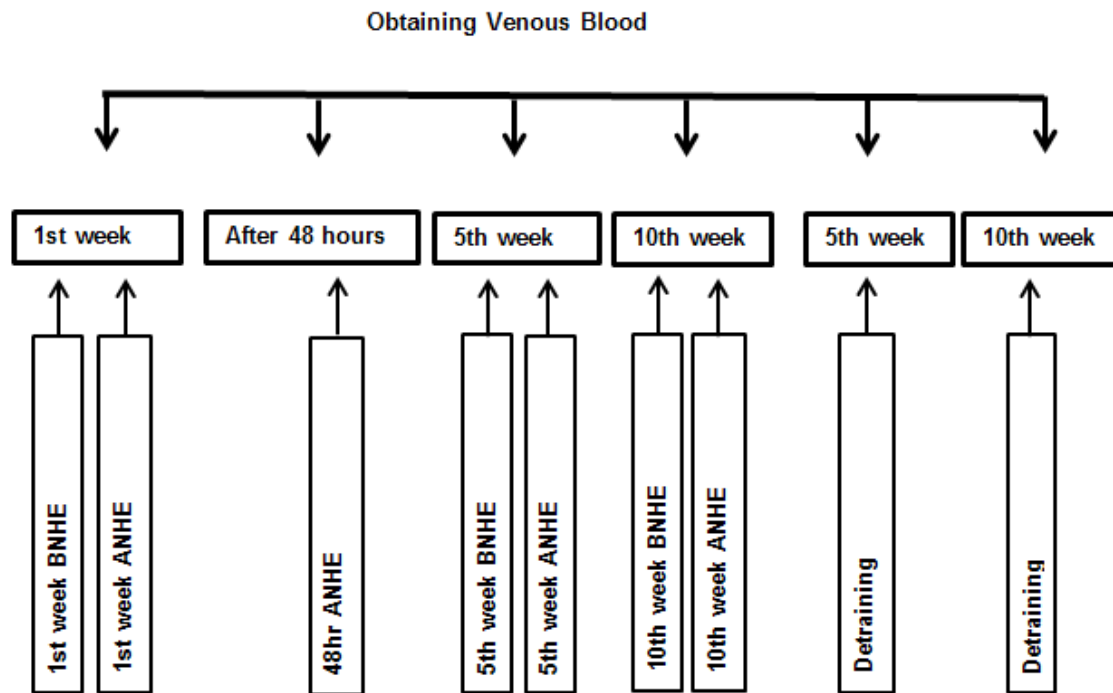 Obtaining Venous Blood
1st week
After 48 hours
5th week
10th week
5th week
10th week
1st week BNHE
1st week ANHE
48hr ANHE
5th week BNHE
5th week ANHE
10th week BNHE
10th week ANHE
Detraining
Detraining